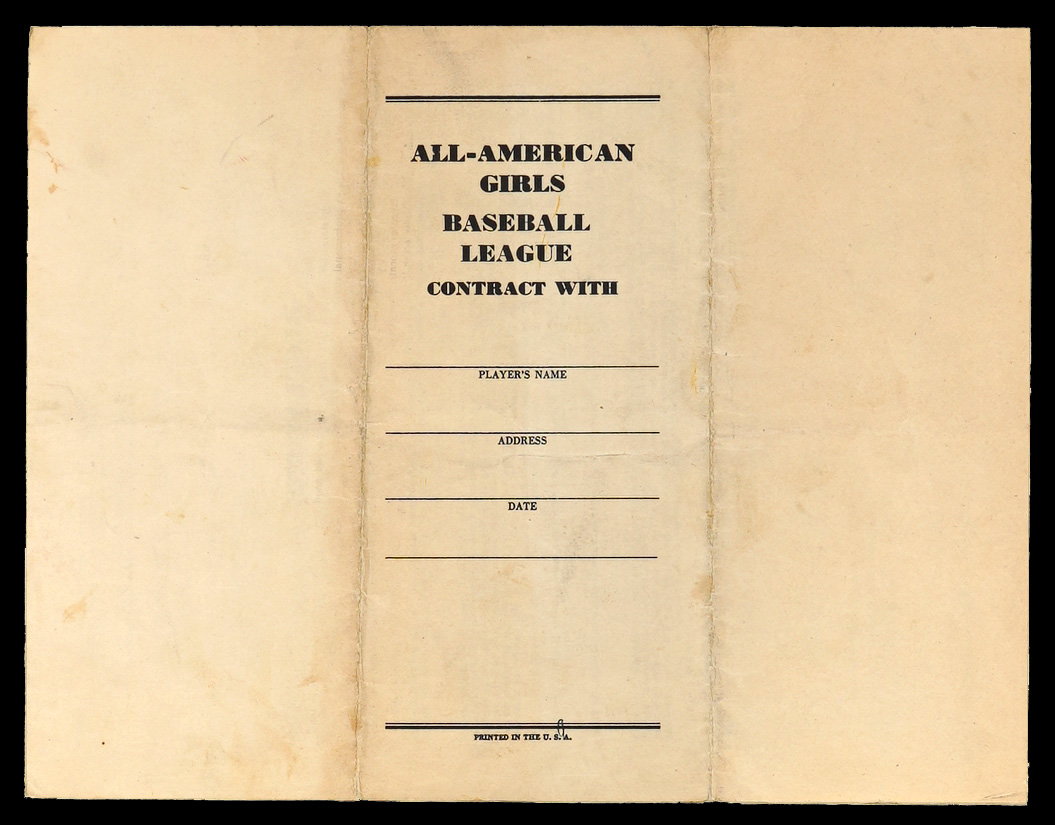 ALL-AMERICAN
GIRLS
BASEBALL
LEAGUE
CONTRACT WITH
PLAYER'S NAME
ADDRESS
DATE
PRINTED IN THE U. S. A.